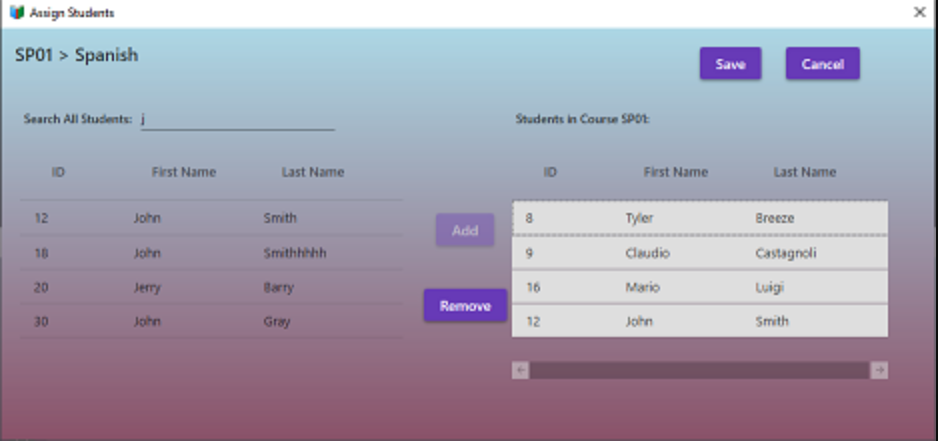 Assign Students
SP01 > Spanish
Save Cancel
Search All Students: j
Students in Course SP01:
ID First Name Last Name
12 John Smith
18 John Smithhhhh
20 Jerry Barry
30 John Gray
Add
Remove
ID First Name Last Name
8 Tyler Breeze
9 Claudio Castagnoli
16 Mario Luigi
12 John Smith